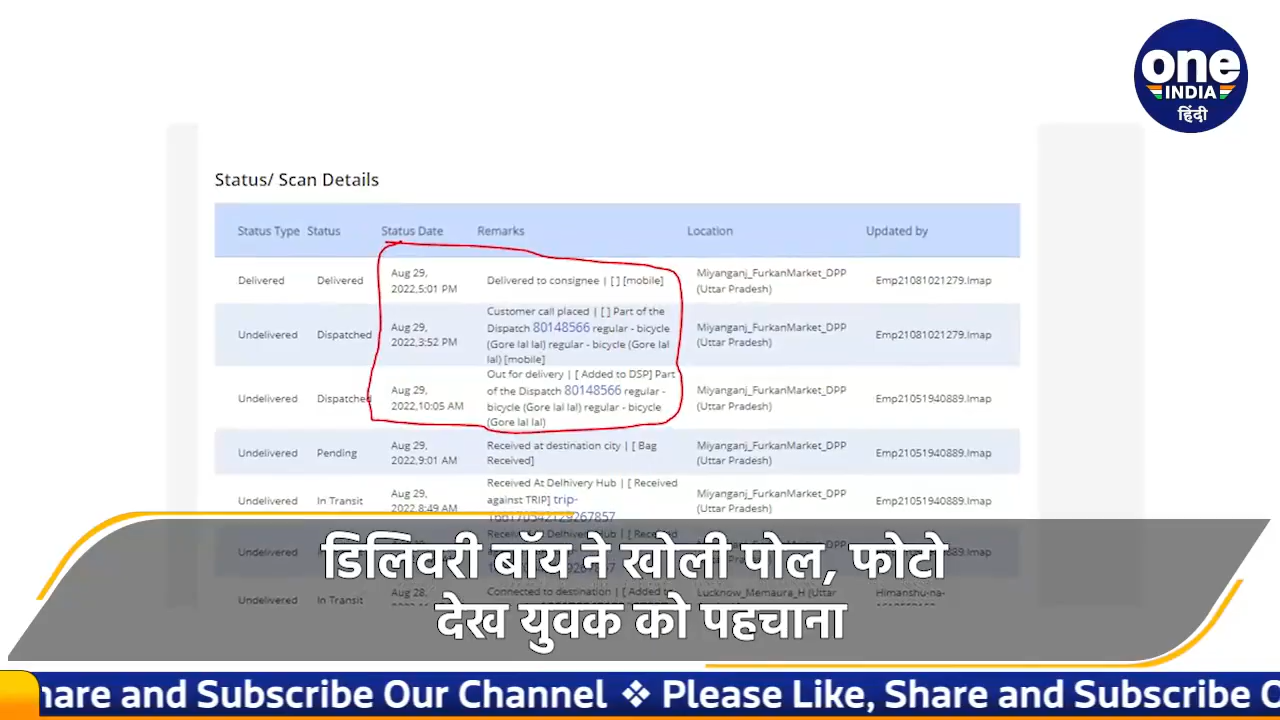 one
INDIA
हिंदी
Status/ Scan Details
Status Type Status Status Date Remarks Location Updated by
Delivered Delivered Aug 29, 2022,5:01 PM Delivered to consignee | [ ] [mobile] Miyanganj_FurkanMarket_DPP (Uttar Pradesh) Emp21081021279.lmap
Undelivered Dispatched Aug 29, 2022,3:52 PM Customer call placed | [ ] Part of the Dispatch 80148566 regular - bicycle (Gore lal lal) regular - bicycle (Gore lal lal) [mobile] Miyanganj_FurkanMarket_DPP (Uttar Pradesh) Emp21081021279.lmap
Undelivered Dispatched Aug 29, 2022,10:05 AM Out for delivery | [ Added to DSP] Part of the Dispatch 80148566 regular - bicycle (Gore lal lal) regular - bicycle (Gore lal lal) Miyanganj_FurkanMarket_DPP (Uttar Pradesh) Emp21051940889.lmap
Undelivered Pending Aug 29, 2022,9:01 AM Received at destination city | [ Bag Received] Miyanganj_FurkanMarket_DPP (Uttar Pradesh) Emp21051940889.lmap
Undelivered In Transit Aug 29, 2022,8:49 AM Received At Delhivery Hub | [ Received against TRIP] trip- Miyanganj_FurkanMarket_DPP (Uttar Pradesh) Emp21051940889.lmap
Undelivered In Transit Aug 28, Connected to destination | [ Added to Lucknow_Memaura_H (Uttar Himanshu-na-
डिलिवरी बॉय ने खोली पोल, फोटो
देख युवक को पहचाना
hare and Subscribe Our Channel ❖ Please Like, Share and Subscribe O